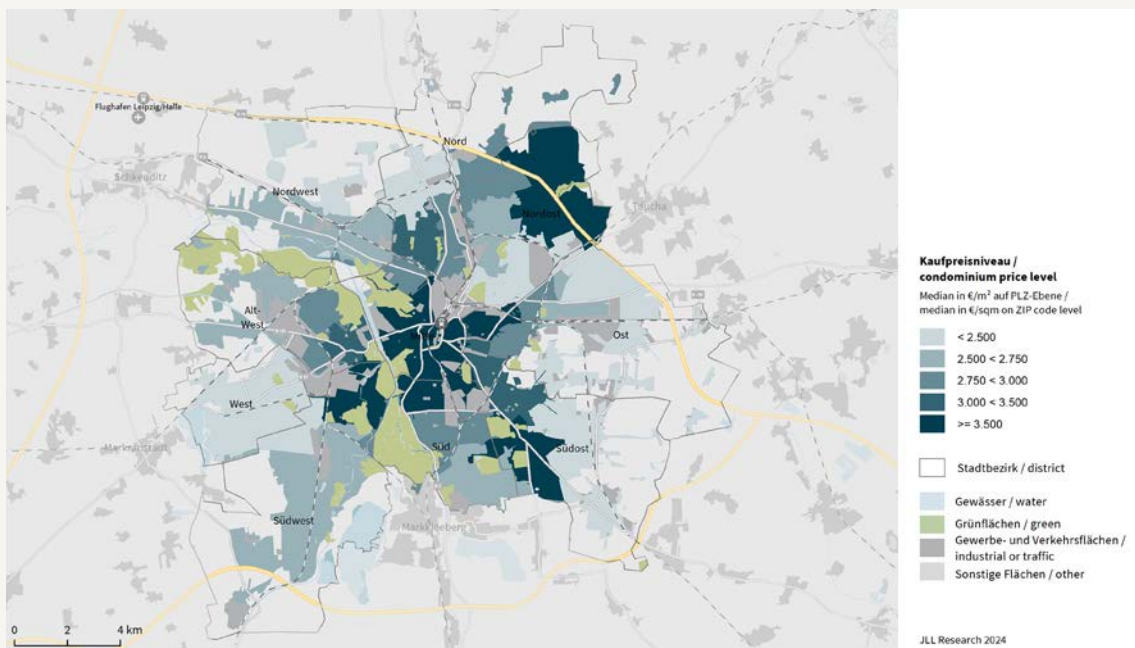 Flughafen Leipzig/Halle
Nord
Schkeuditz
Nordwest
Taucha
Nordost
Alt-
West
Ost
West
Markranstädt
Süd
Südost
Südwest
Markkleeberg
0 2 4 km
Kaufpreisniveau /
condominium price level
Median in €/m² auf PLZ-Ebene /
median in €/sqm on ZIP code level
< 2.500
2.500 < 2.750
2.750 < 3.000
3.000 < 3.500
>= 3.500
Stadtbezirk / district
Gewässer / water
Grünflächen / green
Gewerbe- und Verkehrsflächen /
industrial or traffic
Sonstige Flächen / other
JLL Research 2024